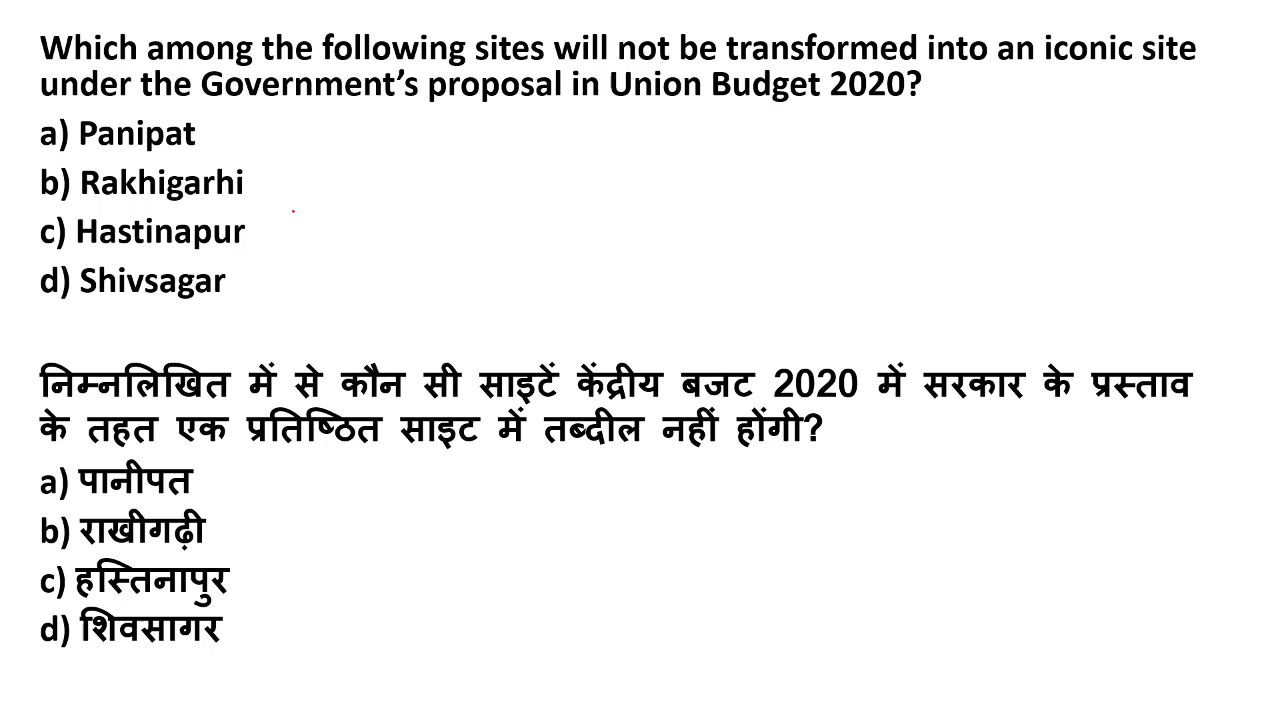 Which among the following sites will not be transformed into an iconic site
under the Government’s proposal in Union Budget 2020?
a) Panipat
b) Rakhigarhi
c) Hastinapur
d) Shivsagar
निम्नलिखित में से कौन सी साइटें केंद्रीय बजट 2020 में सरकार के प्रस्ताव
के तहत एक प्रतिष्ठित साइट में तब्दील नहीं होंगी?
a) पानीपत
b) राखीगढ़ी
c) हस्तिनापुर
d) शिवसागर